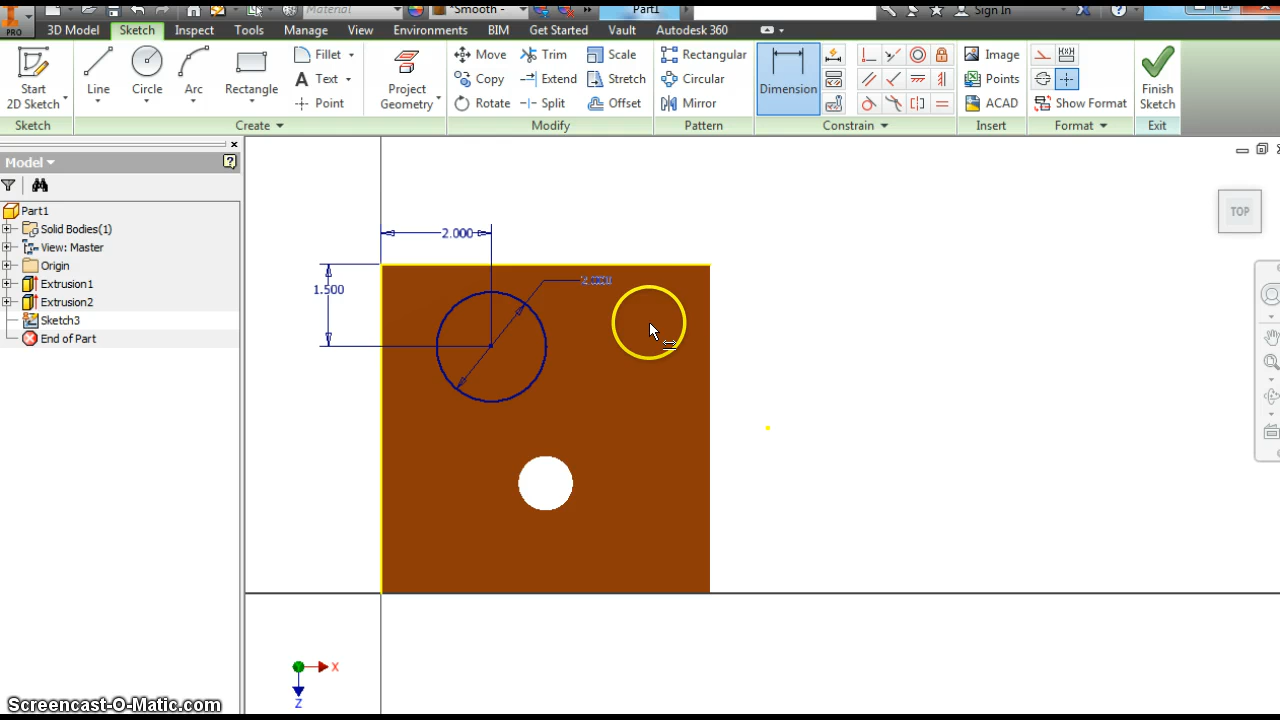 PRO
Material
*Smooth -
Part1
Sign In
3D Model Sketch Inspect Tools Manage View Environments BIM Get Started Vault Autodesk 360
Start
2D Sketch
Line
Circle
Arc
Rectangle
Fillet
Text
Point
Project
Geometry
Move
Copy
Rotate
Trim
Extend
Split
Scale
Stretch
Offset
Rectangular
Circular
Mirror
Dimension
Image
Points
ACAD
Show Format
Finish
Sketch
Sketch Create Modify Pattern Constrain Insert Format Exit
Model
Part1
Solid Bodies(1)
View: Master
Origin
Extrusion1
Extrusion2
Sketch3
End of Part
2.000
1.500
TOP
X
Z
Screencast-O-Matic.com